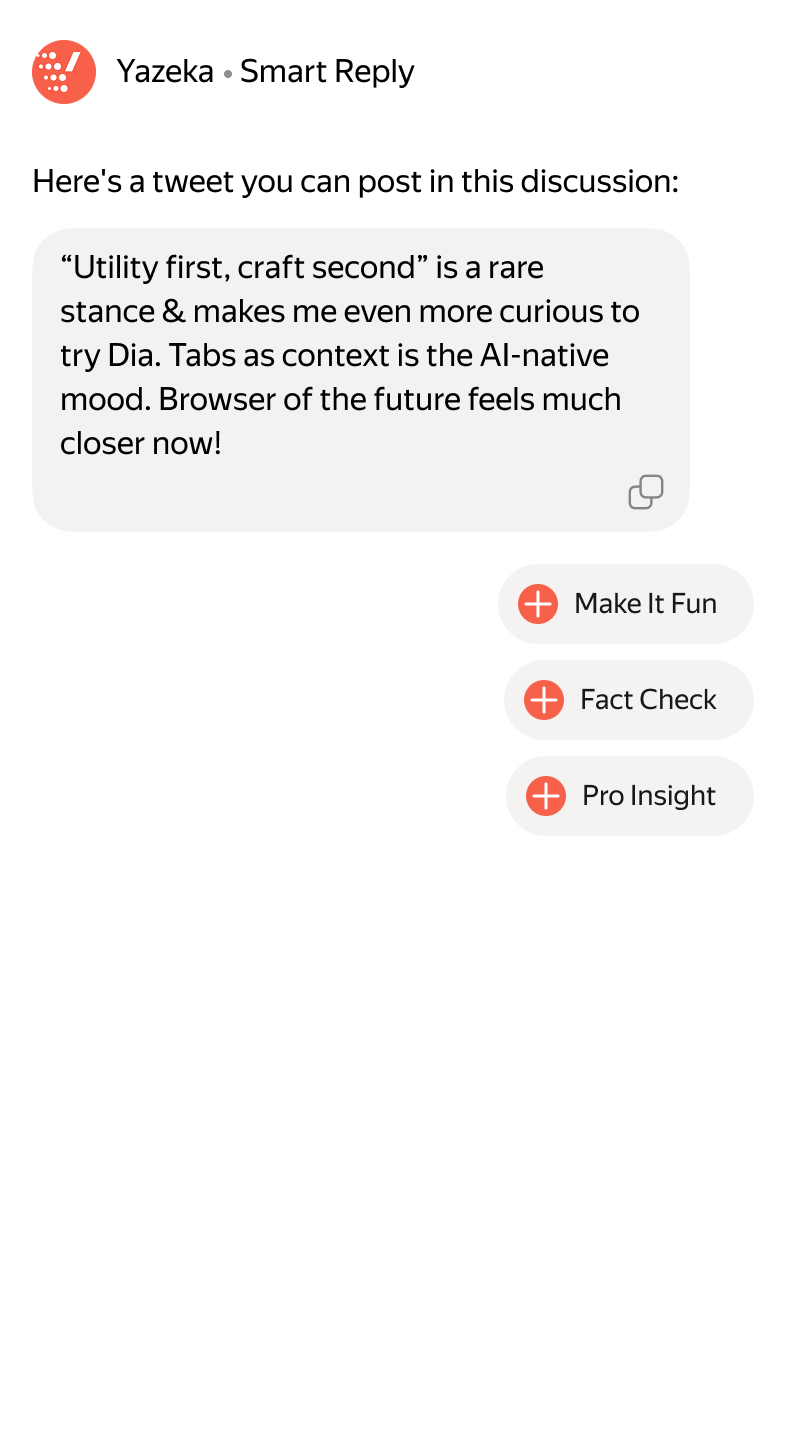 Yazeka • Smart Reply
Here's a tweet you can post in this discussion:
“Utility first, craft second” is a rare
stance & makes me even more curious to
try Dia. Tabs as context is the AI-native
mood. Browser of the future feels much
closer now!
Make It Fun
Fact Check
Pro Insight